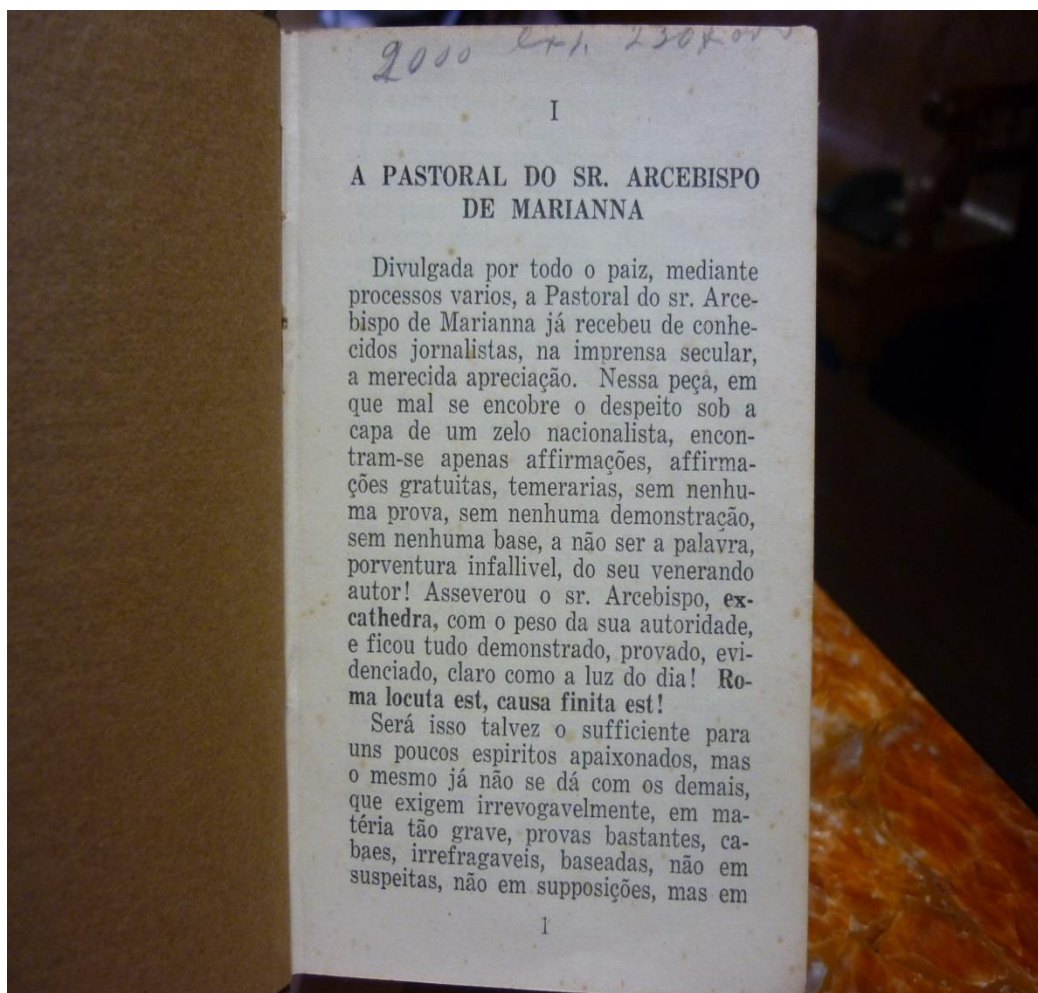 2000 ext.
I
A PASTORAL DO SR. ARCEBISPO
DE MARIANNA
Divulgada por todo o paiz, mediante
processos varios, a Pastoral do sr. Arce-
bispo de Marianna já recebeu de conhe-
cidos jornalistas, na imprensa secular,
a merecida apreciação. Nessa peça, em
que mal se encobre o despeito sob a
capa de um zelo nacionalista, encon-
tram-se apenas affirmações, affirma-
ções gratuitas, temerarias, sem nenhu-
ma prova, sem nenhuma demonstração,
sem nenhuma base, a não ser a palavra,
porventura infallivel, do seu venerando
autor! Asseverou o sr. Arcebispo, ex-
cathedra, com o peso da sua autoridade,
e ficou tudo demonstrado, provado, evi-
denciado, claro como a luz do dia! Ro-
ma locuta est, causa finita est!
Será isso talvez o sufficiente para
uns poucos espiritos apaixonados, mas
o mesmo já não se dá com os demais,
que exigem irrevogavelmente, em ma-
téria tão grave, provas bastantes, ca-
baes, irrefragaveis, baseadas, não em
suspeitas, não em supposições, mas em
1